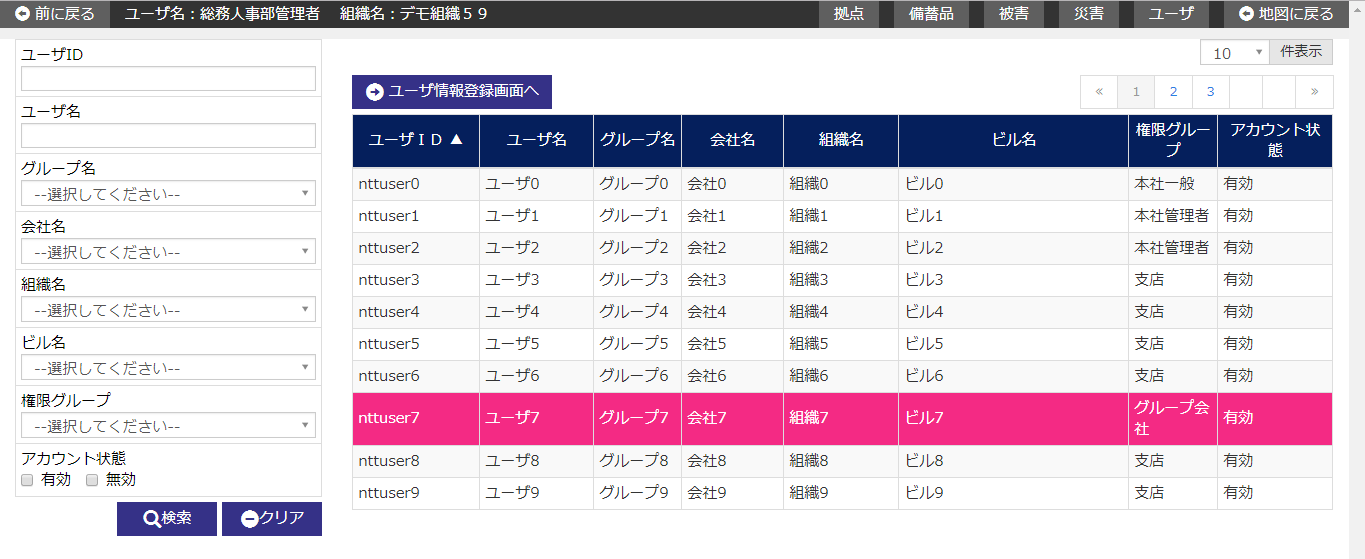 前に戻る ユーザ名：総務人事部管理者 組織名：デモ組織５９ 拠点 備蓄品 被害 災害 ユーザ 地図に戻る
ユーザID
ユーザ名
グループ名
--選択してください--
会社名
--選択してください--
組織名
--選択してください--
ビル名
--選択してください--
権限グループ
--選択してください--
アカウント状態
有効 無効
検索 クリア
10 件表示
ユーザ情報登録画面へ
« 1 2 3 »
ユーザＩＤ ▲ ユーザ名 グループ名 会社名 組織名 ビル名 権限グループ アカウント状態
nttuser0 ユーザ0 グループ0 会社0 組織0 ビル0 本社一般 有効
nttuser1 ユーザ1 グループ1 会社1 組織1 ビル1 本社管理者 有効
nttuser2 ユーザ2 グループ2 会社2 組織2 ビル2 本社管理者 有効
nttuser3 ユーザ3 グループ3 会社3 組織3 ビル3 支店 有効
nttuser4 ユーザ4 グループ4 会社4 組織4 ビル4 支店 有効
nttuser5 ユーザ5 グループ5 会社5 組織5 ビル5 支店 有効
nttuser6 ユーザ6 グループ6 会社6 組織6 ビル6 支店 有効
nttuser7 ユーザ7 グループ7 会社7 組織7 ビル7 グループ会社 有効
nttuser8 ユーザ8 グループ8 会社8 組織8 ビル8 支店 有効
nttuser9 ユーザ9 グループ9 会社9 組織9 ビル9 支店 有効